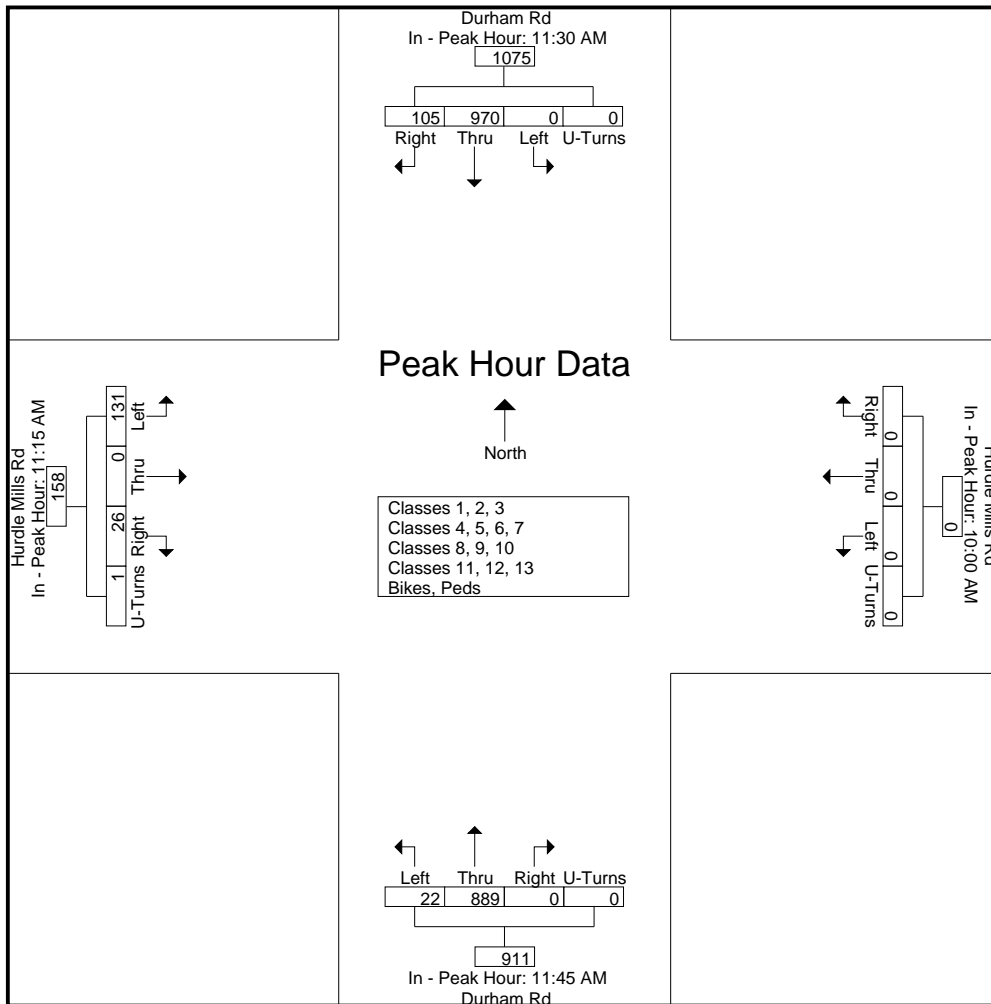 Durham Rd
In - Peak Hour: 11:30 AM
1075
105 970 0 0
Right Thru Left U-Turns
Peak Hour Data
North
Classes 1, 2, 3
Classes 4, 5, 6, 7
Classes 8, 9, 10
Classes 11, 12, 13
Bikes, Peds
Hurdle Mills Rd
In - Peak Hour: 11:15 AM
158
1 26 0 131
U-Turns Right Thru Left
Hurdle Mills Rd
In - Peak Hour: 10:00 AM
0
0 0 0 0
Right Thru Left U-Turns
Left Thru Right U-Turns
22 889 0 0
911
In - Peak Hour: 11:45 AM
Durham Rd